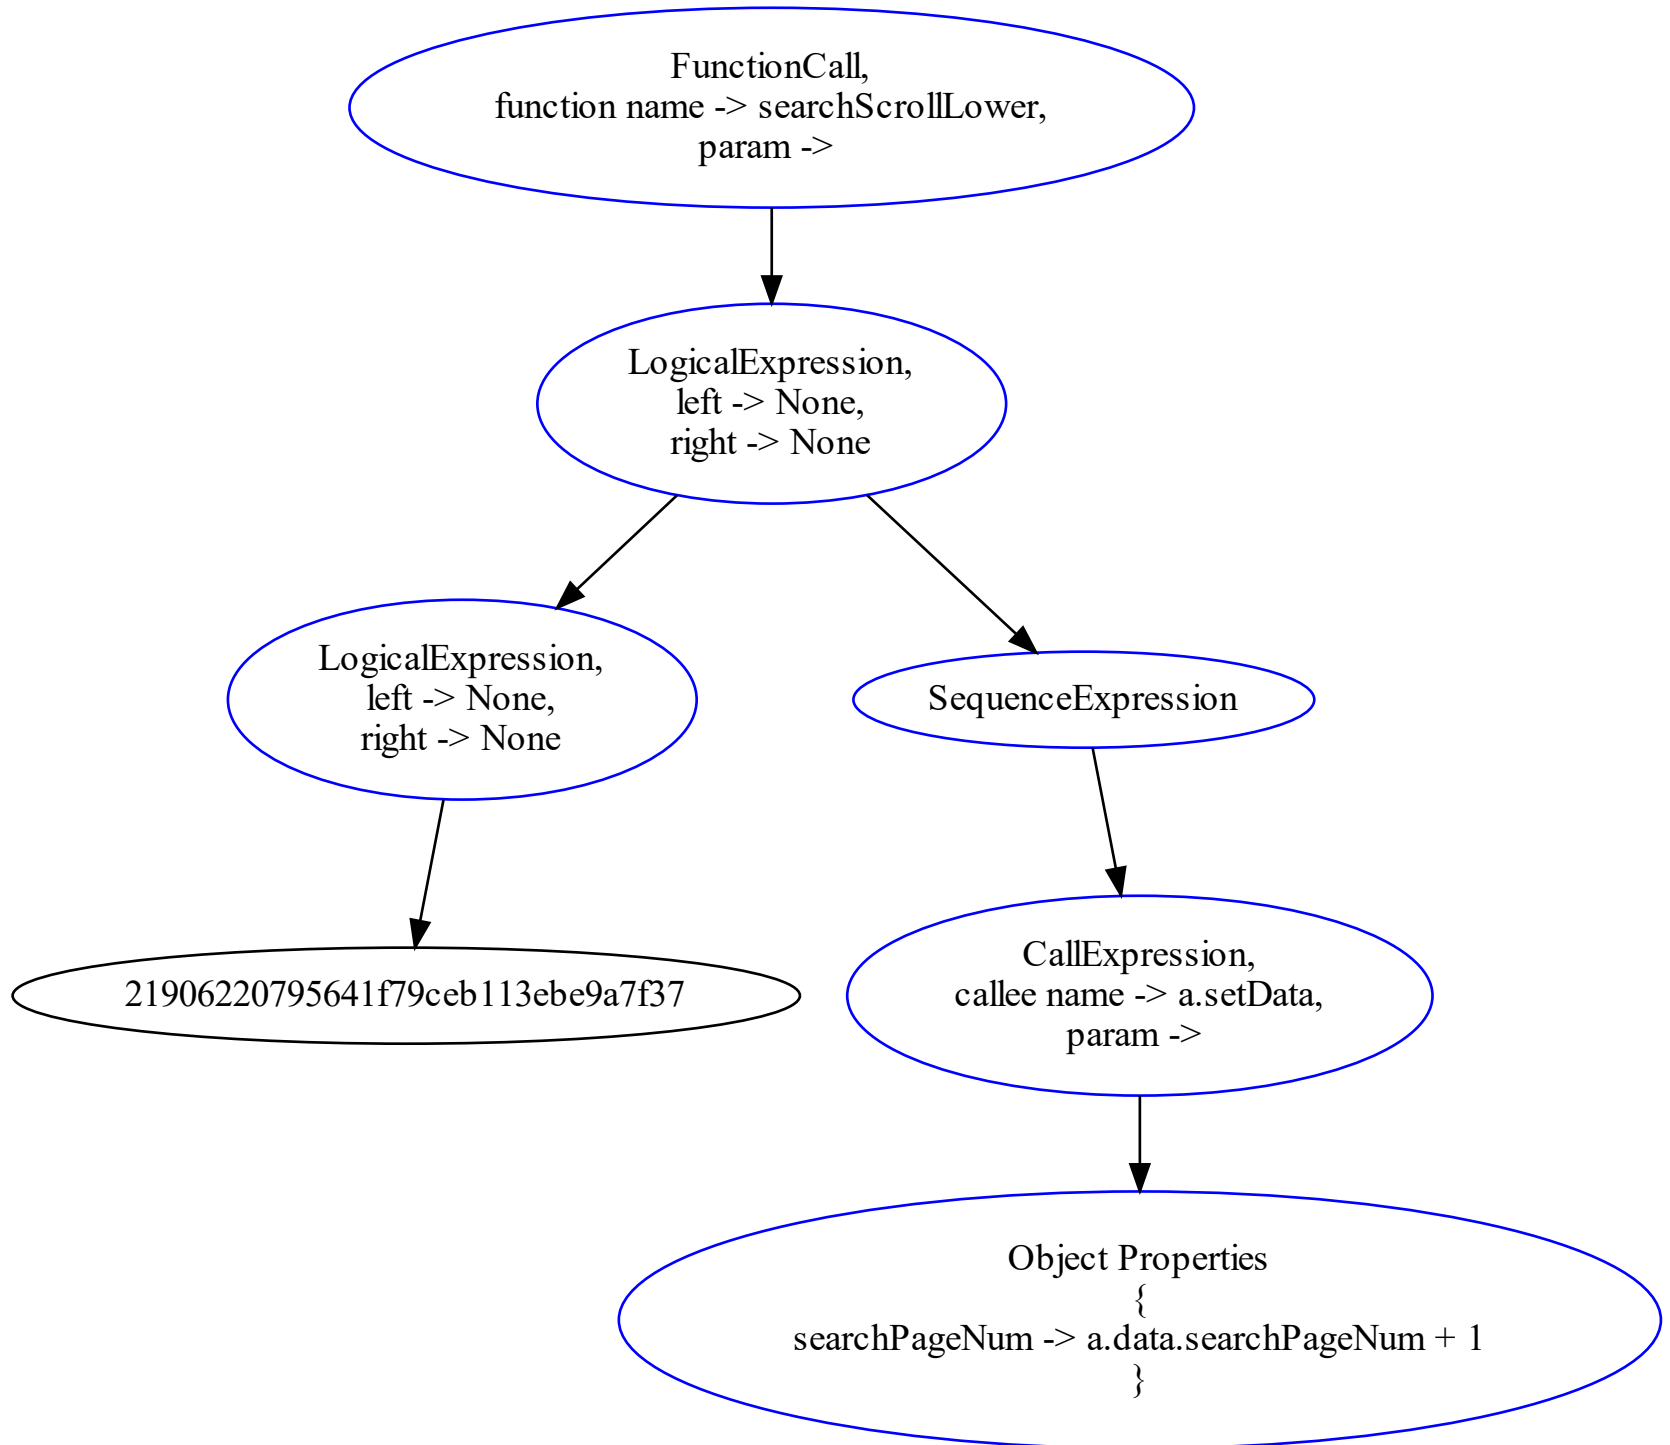 FunctionCall,
function name -> searchScrollLower,
param ->
LogicalExpression,
left -> None,
right -> None
LogicalExpression,
left -> None,
right -> None
SequenceExpression
21906220795641f79ceb113ebe9a7f37
CallExpression,
callee name -> a.setData,
param ->
Object Properties
{
searchPageNum -> a.data.searchPageNum + 1
}